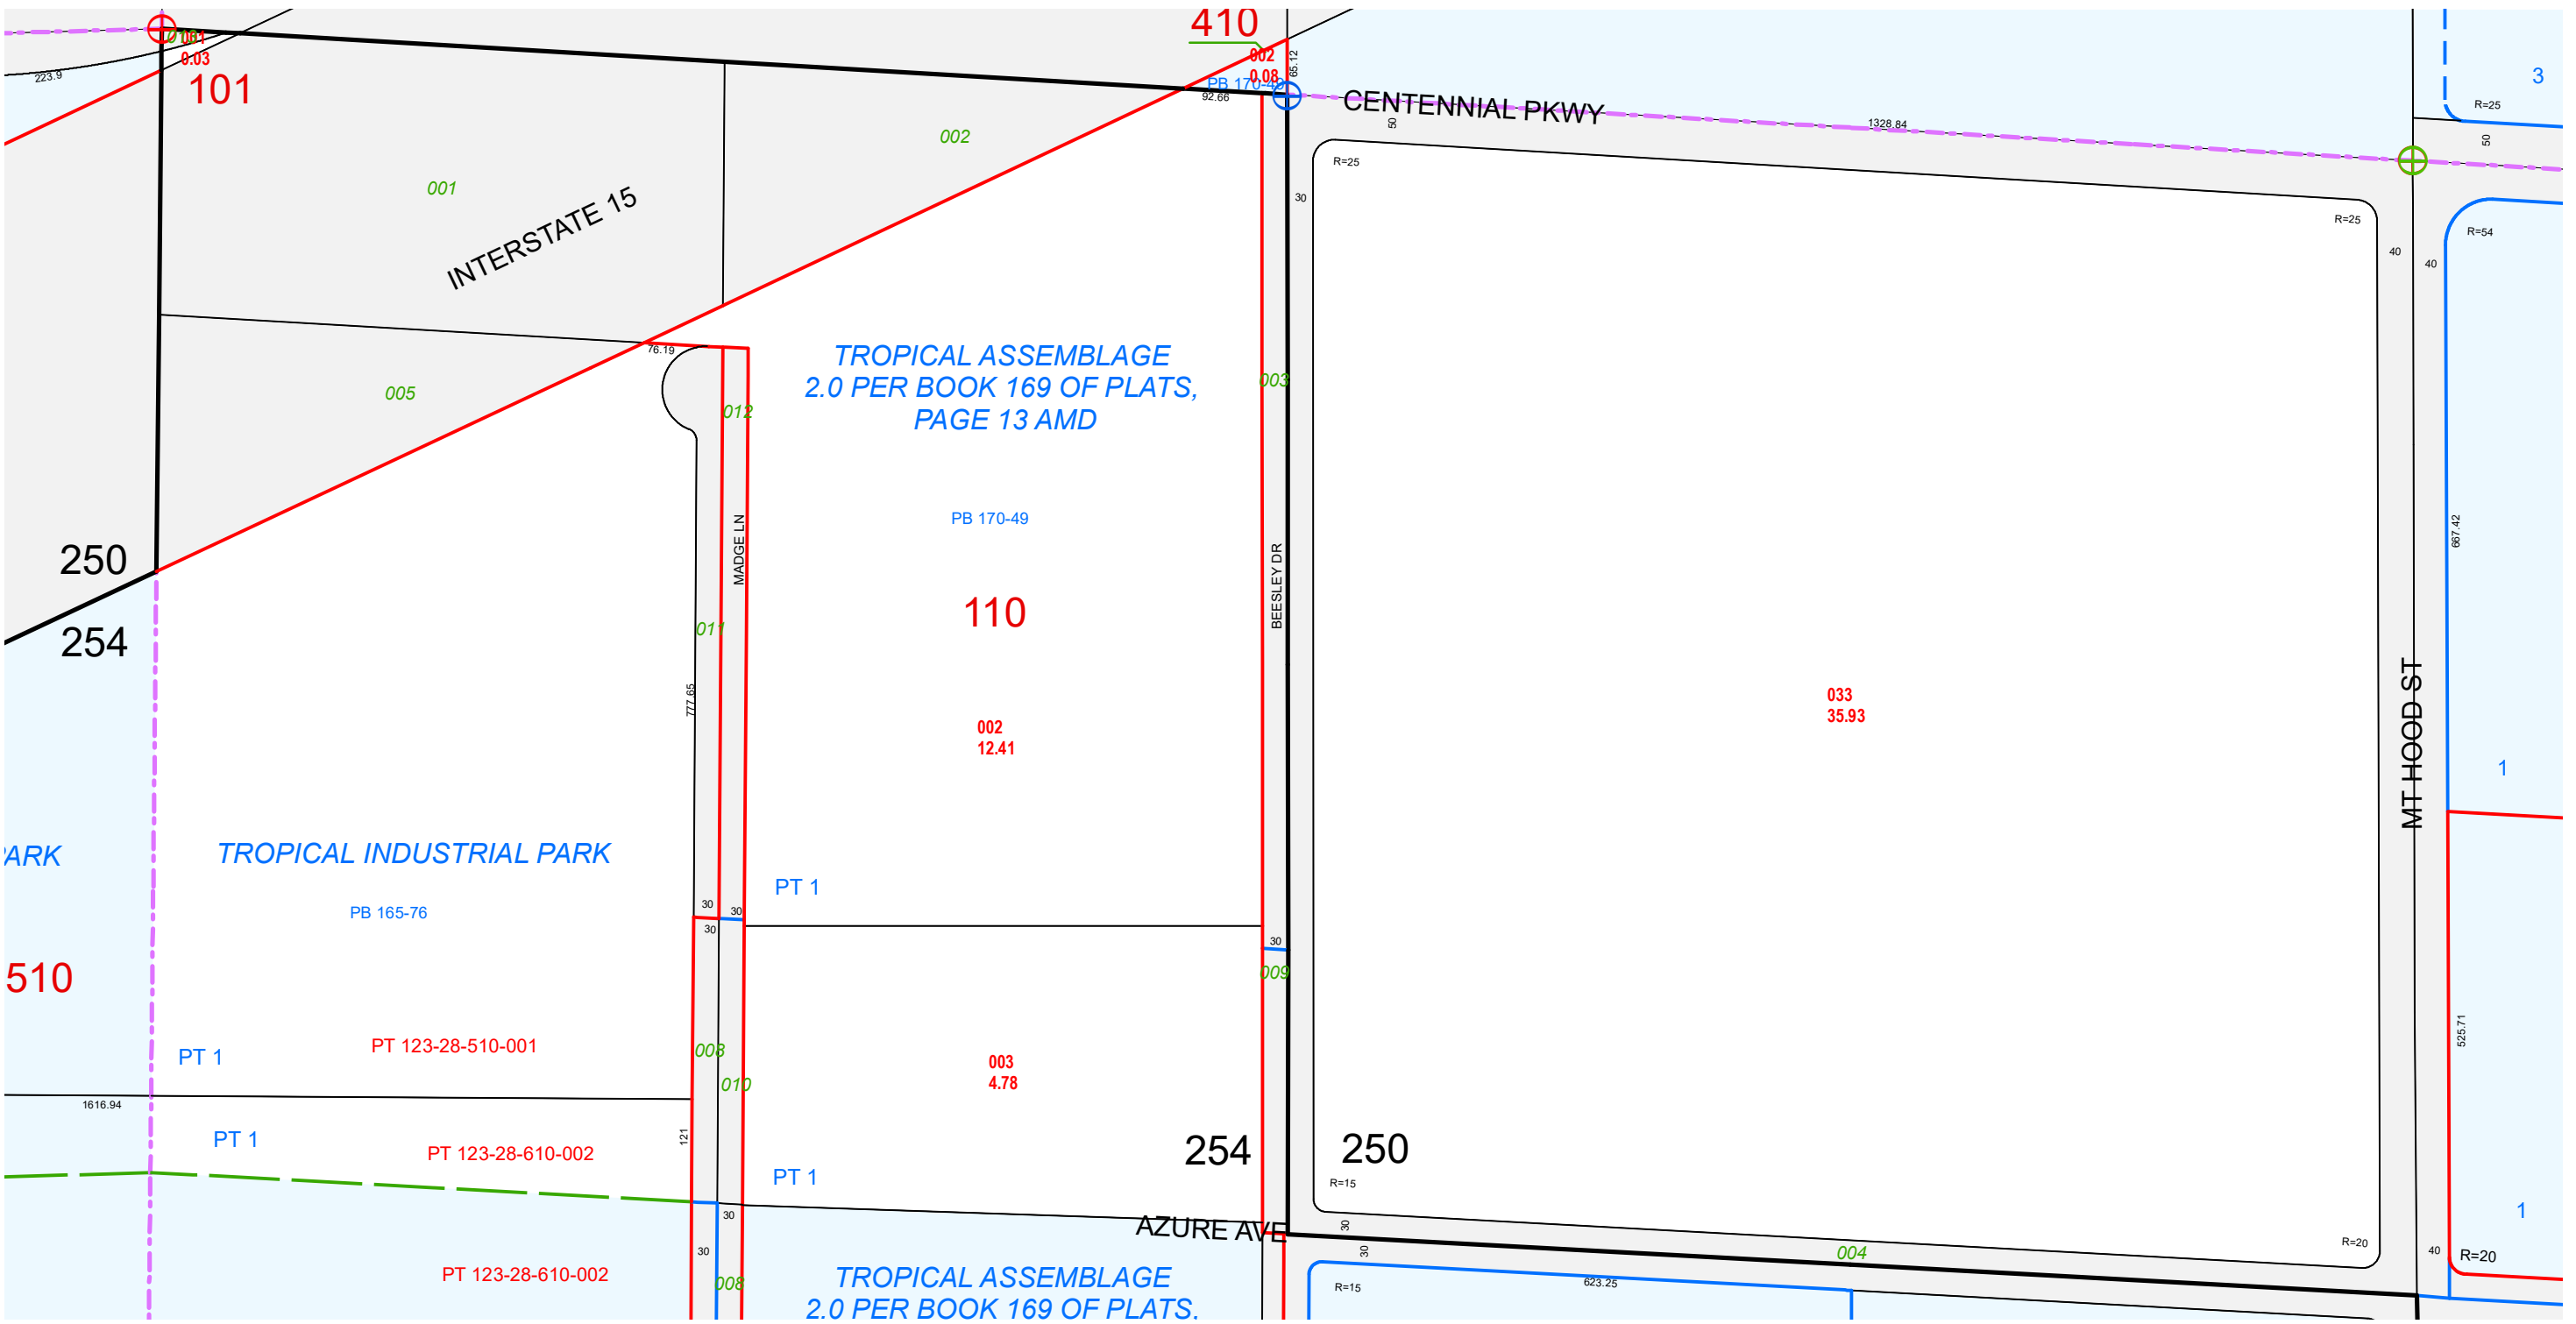 410
002
0.08
65.12
PB 170-49
92.66
001
0.03
101
223.9
CENTENNIAL PKWY
50
1328.84
3
R=25
50
R=25
30
R=25
40
40
R=54
002
001
INTERSTATE 15
76.19
005
012
TROPICAL ASSEMBLAGE
2.0 PER BOOK 169 OF PLATS,
PAGE 13 AMD
003
PB 170-49
MADGE LN
BEESLEY DR
667.42
250
254
110
011
777.65
002
12.41
033
35.93
MT HOOD ST
1
TROPICAL INDUSTRIAL PARK
ARK
PB 165-76
PT 1
30
30
30
30
510
009
525.71
PT 1
PT 123-28-510-001
008
010
003
4.78
1616.94
PT 1
PT 123-28-610-002
121
PT 1
254
250
R=15
1
30
AZURE AVE
30
30
004
R=20
40
R=20
30
PT 123-28-610-002
008
TROPICAL ASSEMBLAGE
2.0 PER BOOK 169 OF PLATS.
R=15
623.25